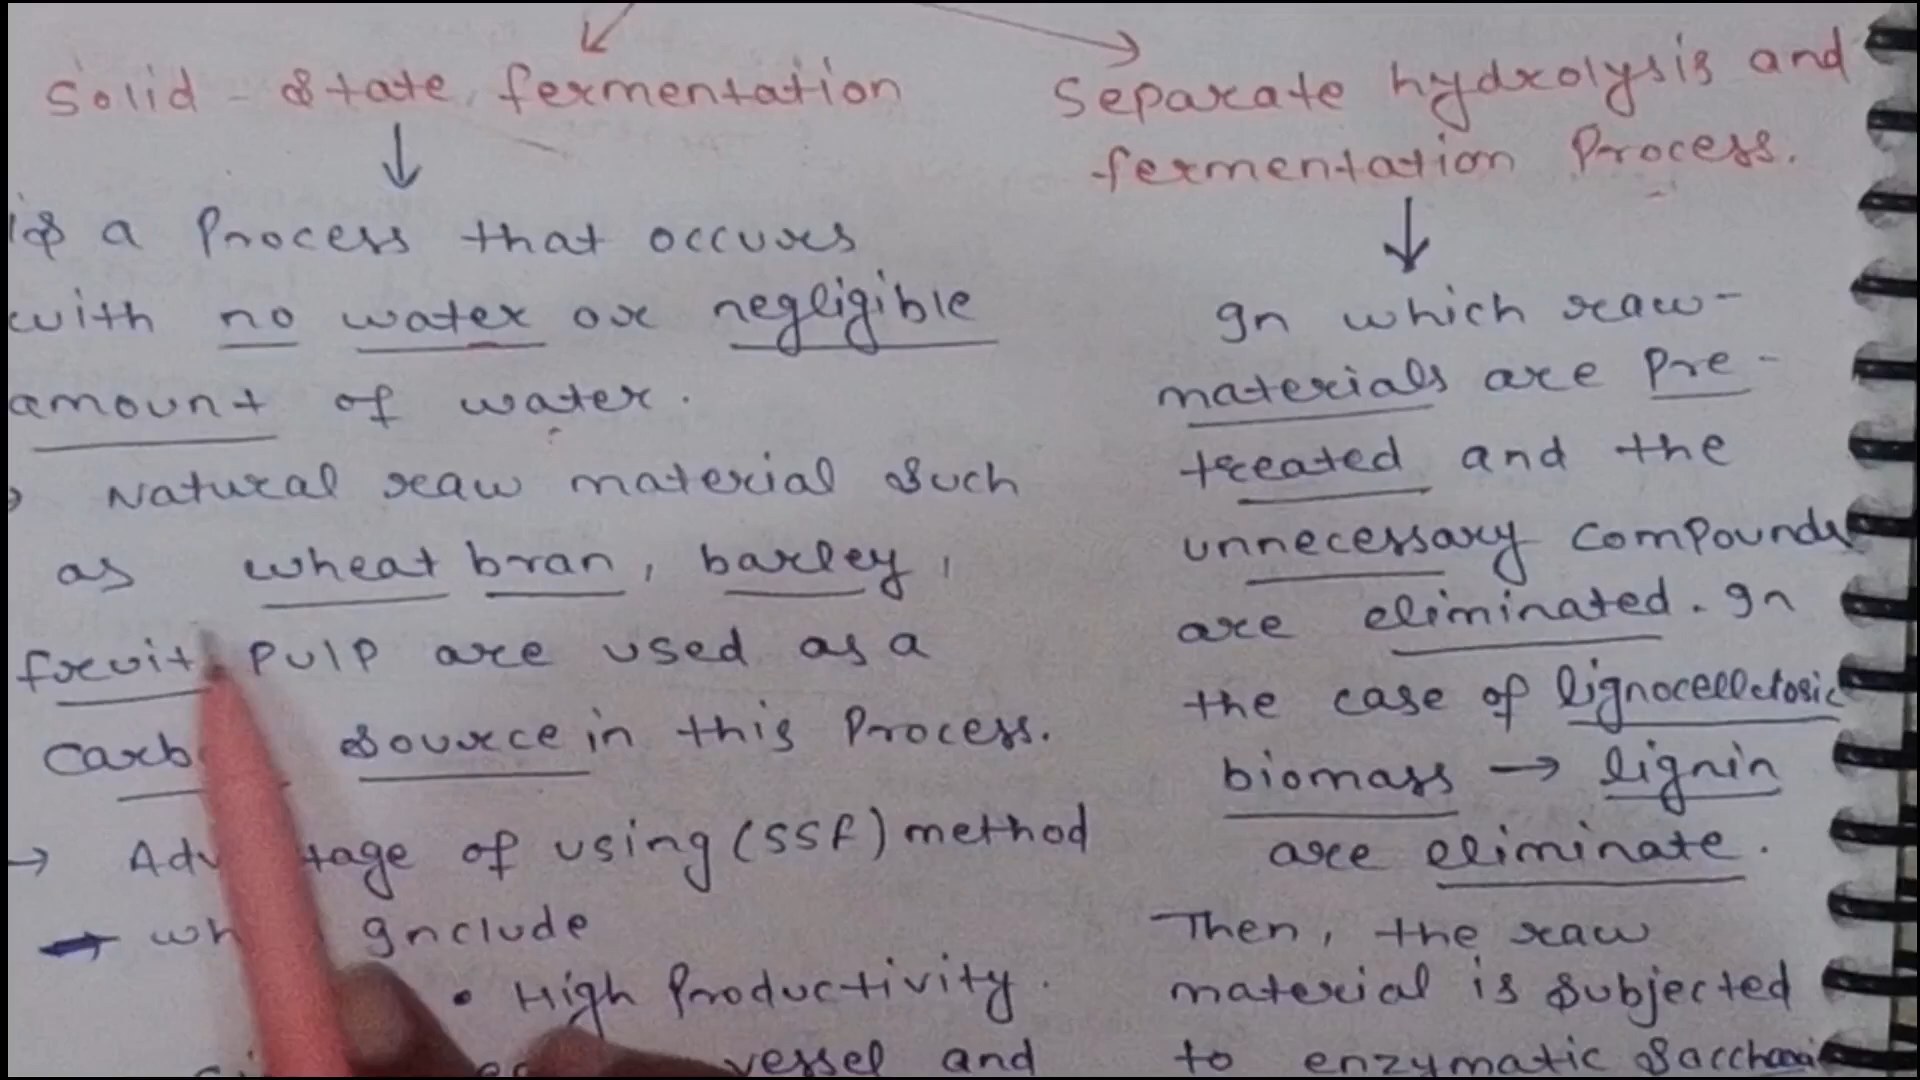 Solid - State fermentation
is a Process that occurs
with no water or negligible
amount of water.
Natural raw material such
as wheat bran, barley,
fruit pulp are used as a
source in this Process.
→ of using (SSF) method
→ Include
• High Productivity.
vessel and
Separate hydrolysis and
fermentation Process.
In which raw-
materials are Pre-
treated and the
unnecessary compounds
are eliminated. In
the case of
biomass → lignin
are eliminate.
Then, the raw
material is subjected
to enzymatic